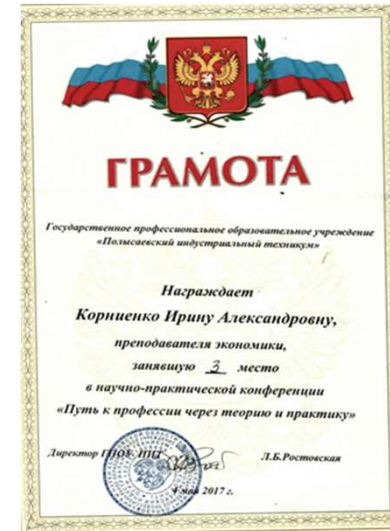 ГРАМОТА
Государственное профессиональное образовательное учреждение
«Полысаевский индустриальный техникум»
Награждает
Корниенко Ирину Александровну,
преподавателя экономики,
занявшую 3 место
в научно-практической конференции
«Путь к профессии через теорию и практику»
Директор ГПОУ ПИТ Л.Б.Ростовская
4 мая 2017 г.